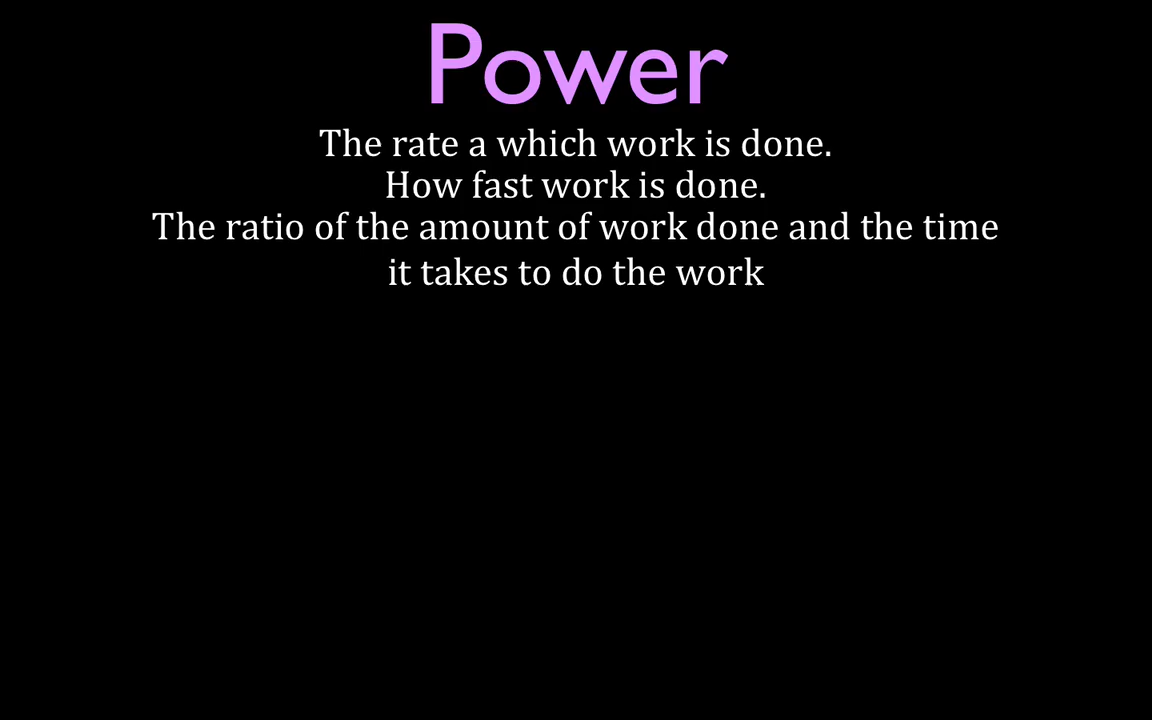 Power
The rate a which work is done.
How fast work is done.
The ratio of the amount of work done and the time
it takes to do the work